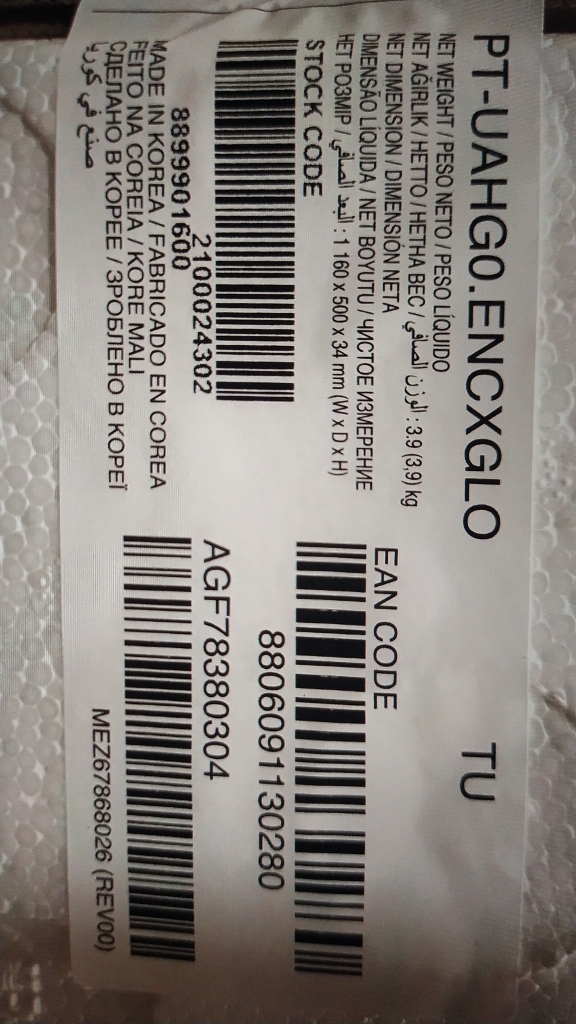 PT-UAHG0.ENCXGLO
TU
NET WEIGHT / PESO NETO / PESO LÍQUIDO
NET AĞIRLIK / НЕТТО / НЕТНА ВЕС / الوزن الصافي : 3.9 (3,9) kg
NET DIMENSION / DIMENSIÓN NETA
DIMENSÃO LÍQUIDA / NET BOYUTU / ЧИСТОЕ ИЗМЕРЕНИЕ
НЕТ РОЗМІР / البعد الصافي : 1 160 x 500 x 34 mm (W x D x H)
STOCK CODE
2100024302
8899901600
MADE IN KOREA / FABRICADO EN COREA
FEITO NA COREIA / KORE MALI
СДЕЛАНО В КОРЕЕ / ЗРОБЛЕНО В КОРЕЇ
صنع في كوريا
EAN CODE
8806091130280
AGF78380304
MEZ67868026 (REV00)